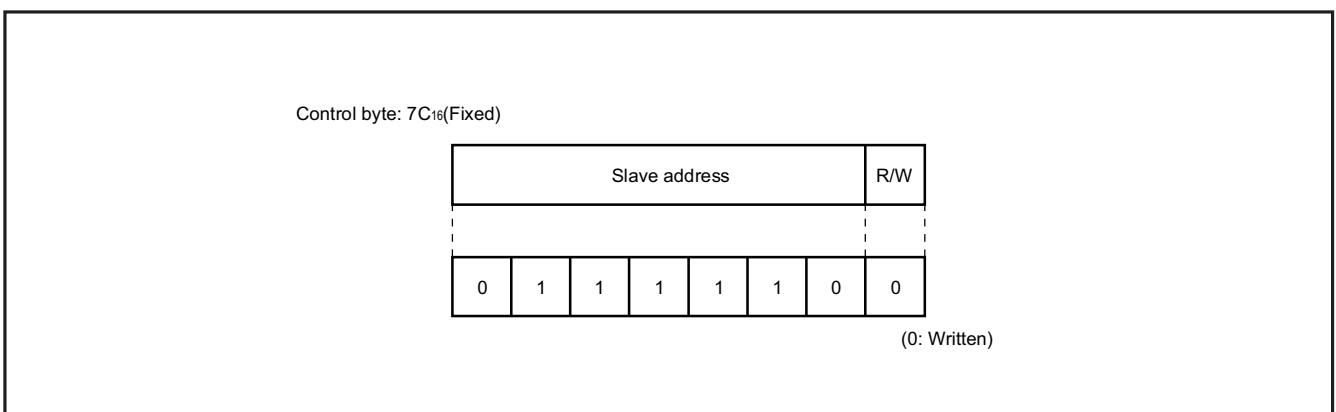 Control byte: 7C16(Fixed)
Slave address R/W
0 1 1 1 1 1 0 0
(0: Written)